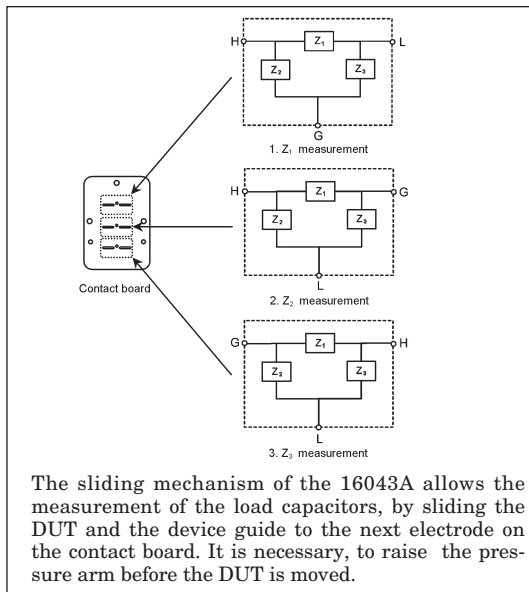 H
Z₁
L
Z₂
Z₃
G
1. Z₁ measurement
H
Z₁
G
Z₂
Z₃
L
2. Z₂ measurement
Contact board
G
Z₁
H
Z₂
Z₃
L
3. Z₃ measurement
The sliding mechanism of the 16043A allows the
measurement of the load capacitors, by sliding the
DUT and the device guide to the next electrode on
the contact board. It is necessary, to raise the pres-
sure arm before the DUT is moved.